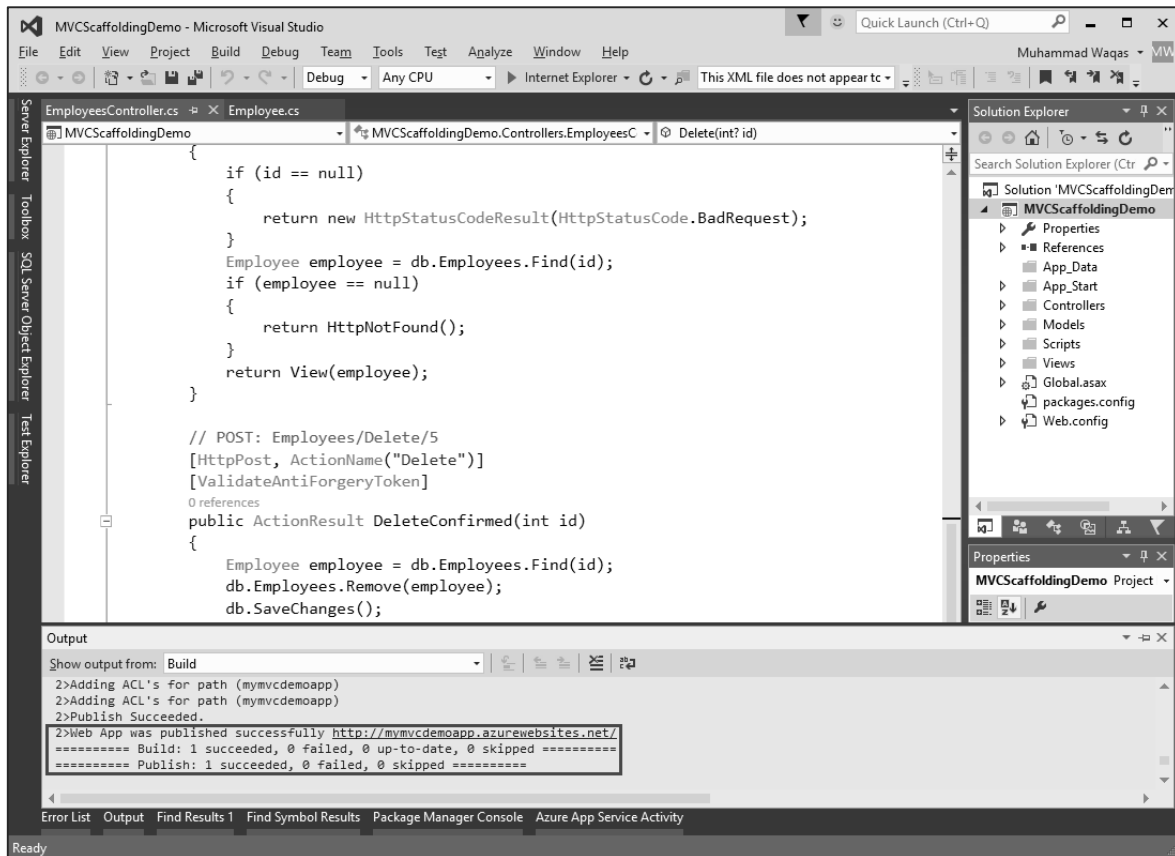 MVCScaffoldingDemo - Microsoft Visual Studio
Quick Launch (Ctrl+Q)
File Edit View Project Build Debug Team Tools Test Analyze Window Help
Muhammad Waqas MW
Debug Any CPU Internet Explorer This XML file does not appear tc
Server Explorer
Toolbox
SQL Server Object Explorer
Test Explorer
EmployeesController.cs Employee.cs
MVCScaffoldingDemo MVCScaffoldingDemo.Controllers.EmployeesC Delete(int? id)
{
if (id == null)
{
return new HttpStatusCodeResult(HttpStatusCode.BadRequest);
}
Employee employee = db.Employees.Find(id);
if (employee == null)
{
return HttpNotFound();
}
return View(employee);
}
// POST: Employees/Delete/5
[HttpPost, ActionName("Delete")]
[ValidateAntiForgeryToken]
0 references
public ActionResult DeleteConfirmed(int id)
{
Employee employee = db.Employees.Find(id);
db.Employees.Remove(employee);
db.SaveChanges();
Solution Explorer
Search Solution Explorer (Ctr
Solution 'MVCScaffoldingDem
MVCScaffoldingDemo
Properties
References
App_Data
App_Start
Controllers
Models
Scripts
Views
Global.asax
packages.config
Web.config
Properties
MVCScaffoldingDemo Project
Output
Show output from: Build
2>Adding ACL's for path (mymvcdemoapp)
2>Adding ACL's for path (mymvcdemoapp)
2>Publish Succeeded.
2>Web App was published successfully http://mymvcdemoapp.azurewebsites.net/
========== Build: 1 succeeded, 0 failed, 0 up-to-date, 0 skipped ==========
========== Publish: 1 succeeded, 0 failed, 0 skipped ==========
Error List Output Find Results 1 Find Symbol Results Package Manager Console Azure App Service Activity
Ready